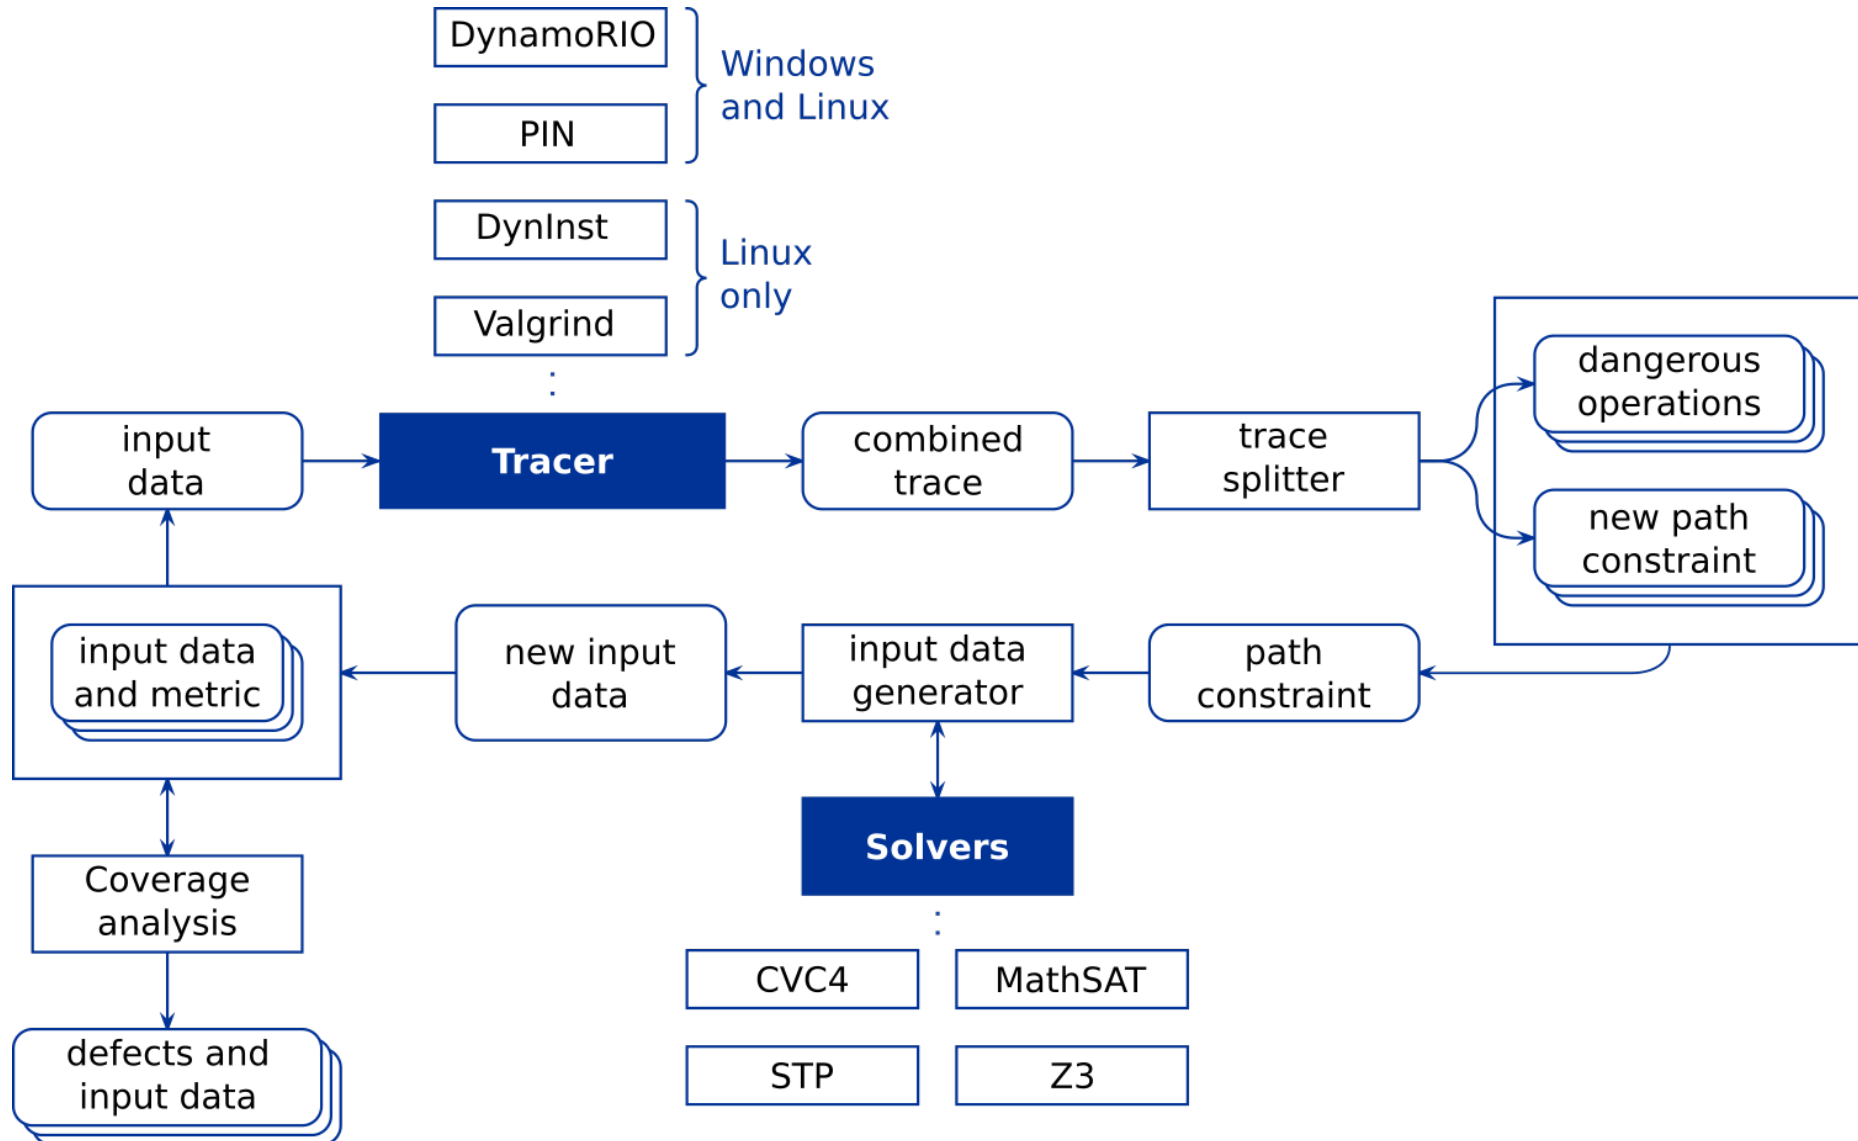 DynamoRIO
PIN
Windows
and Linux
DynInst
Valgrind
Linux
only
input
data
Tracer
combined
trace
trace
splitter
dangerous
operations
new path
constraint
input data
and metric
new input
data
input data
generator
path
constraint
Solvers
Coverage
analysis
CVC4
MathSAT
STP
Z3
defects and
input data